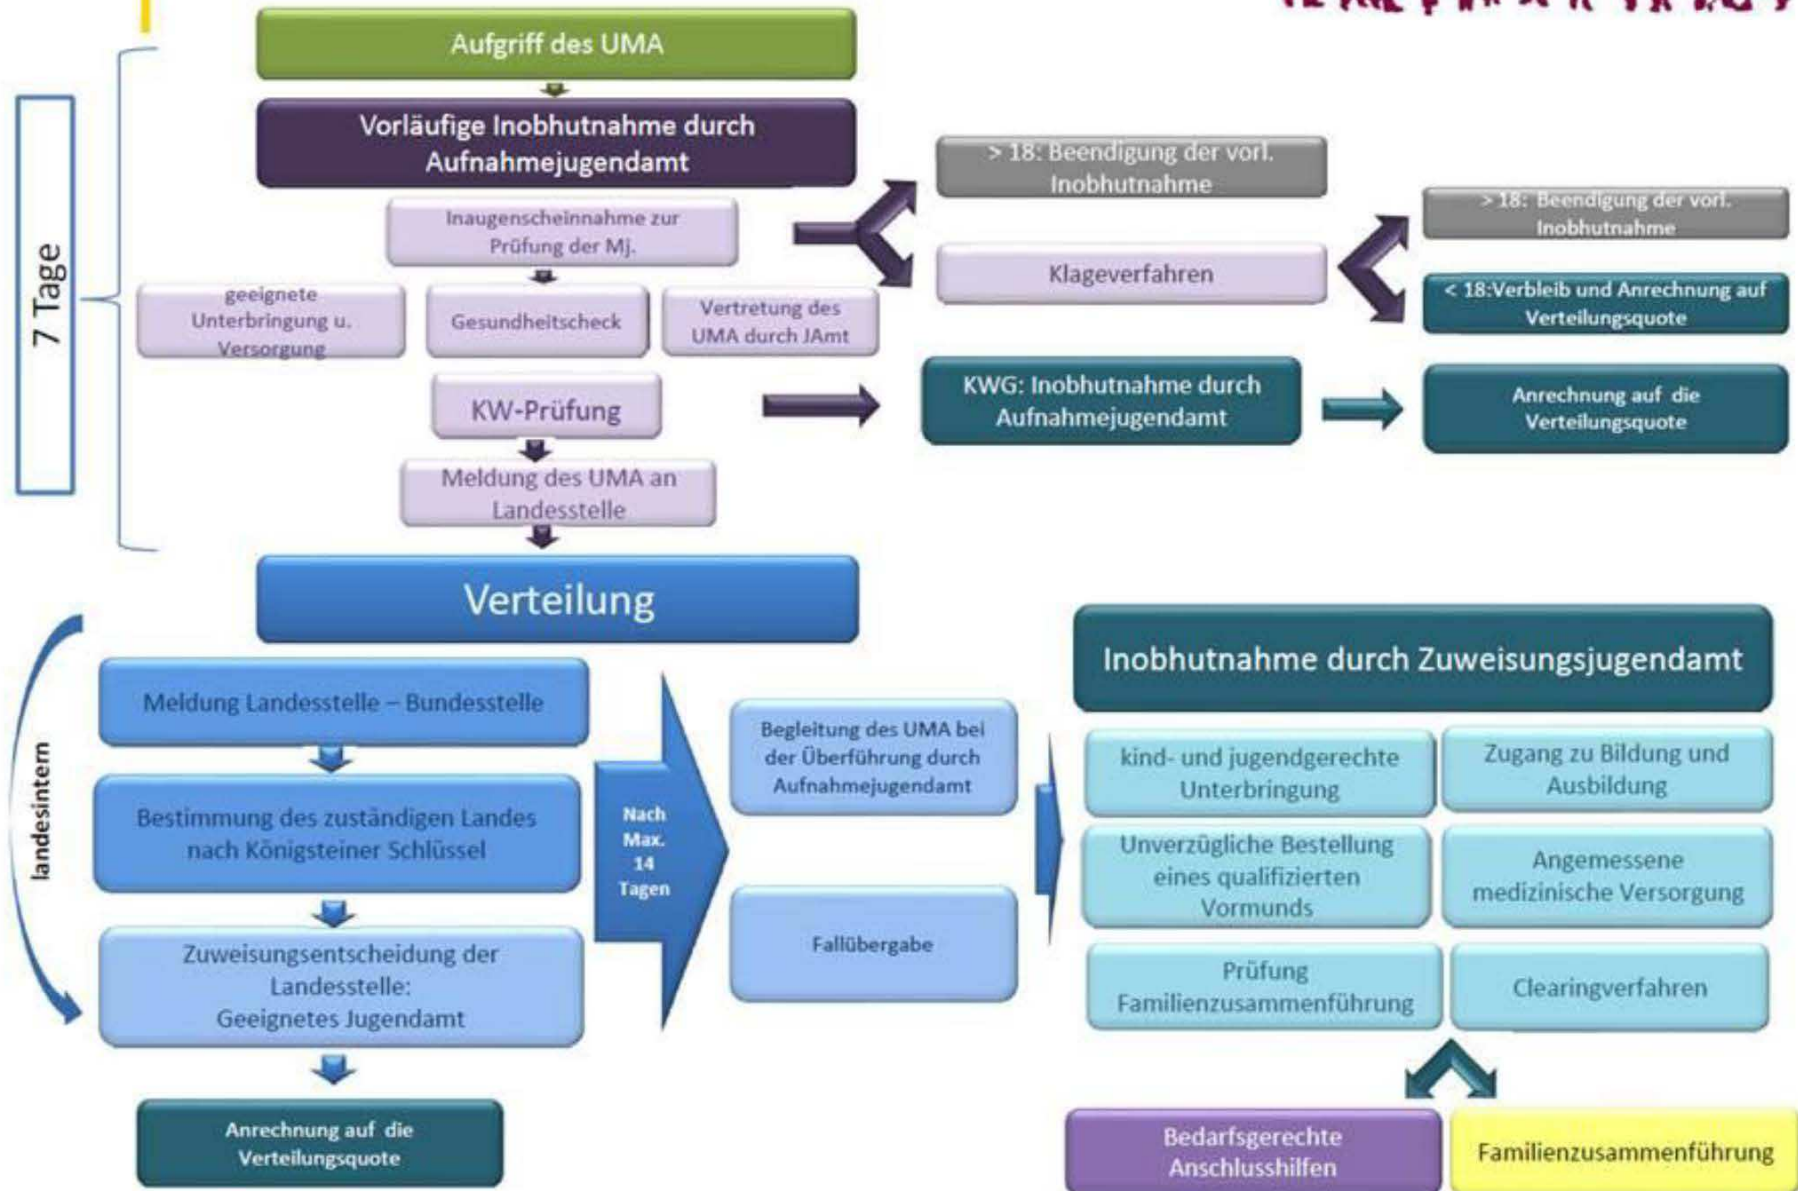 Aufgriff des UMA
Vorläufige Inobhutnahme durch
Aufnahmejugendamt
7 Tage
Inaugenscheinnahme zur
Prüfung der Mj.
geeignete
Unterbringung u.
Versorgung
Gesundheitscheck
Vertretung des
UMA durch JAmt
> 18: Beendigung der vorl.
Inobhutnahme
Klageverfahren
> 18: Beendigung der vorl.
Inobhutnahme
< 18:Verbleib und Anrechnung auf
Verteilungsquote
KW-Prüfung
KWG: Inobhutnahme durch
Aufnahmejugendamt
Anrechnung auf die
Verteilungsquote
Meldung des UMA an
Landesstelle
Verteilung
landesintern
Meldung Landesstelle – Bundesstelle
Bestimmung des zuständigen Landes
nach Königsteiner Schlüssel
Zuweisungsentscheidung der
Landesstelle:
Geeignetes Jugendamt
Anrechnung auf die
Verteilungsquote
Nach
Max.
14
Tagen
Begleitung des UMA bei
der Überführung durch
Aufnahmejugendamt
Fallübergabe
Inobhutnahme durch Zuweisungsjugendamt
kind- und jugendgerechte
Unterbringung
Zugang zu Bildung und
Ausbildung
Unverzügliche Bestellung
eines qualifizierten
Vormunds
Angemessene
medizinische Versorgung
Prüfung
Familienzusammenführung
Clearingverfahren
Bedarfsgerechte
Anschlusshilfen
Familienzusammenführung